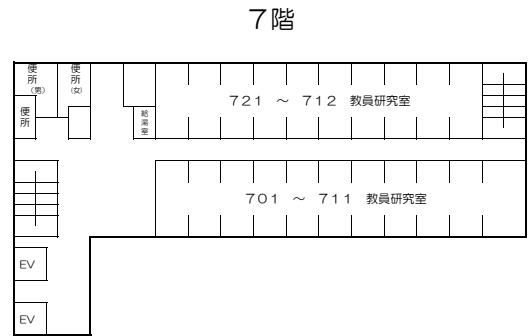 ７階
便所
（男）
便所
（女）
７２１　～　７１２　教員研究室
便所
給湯室
７０１　～　７１１　教員研究室
EV
EV